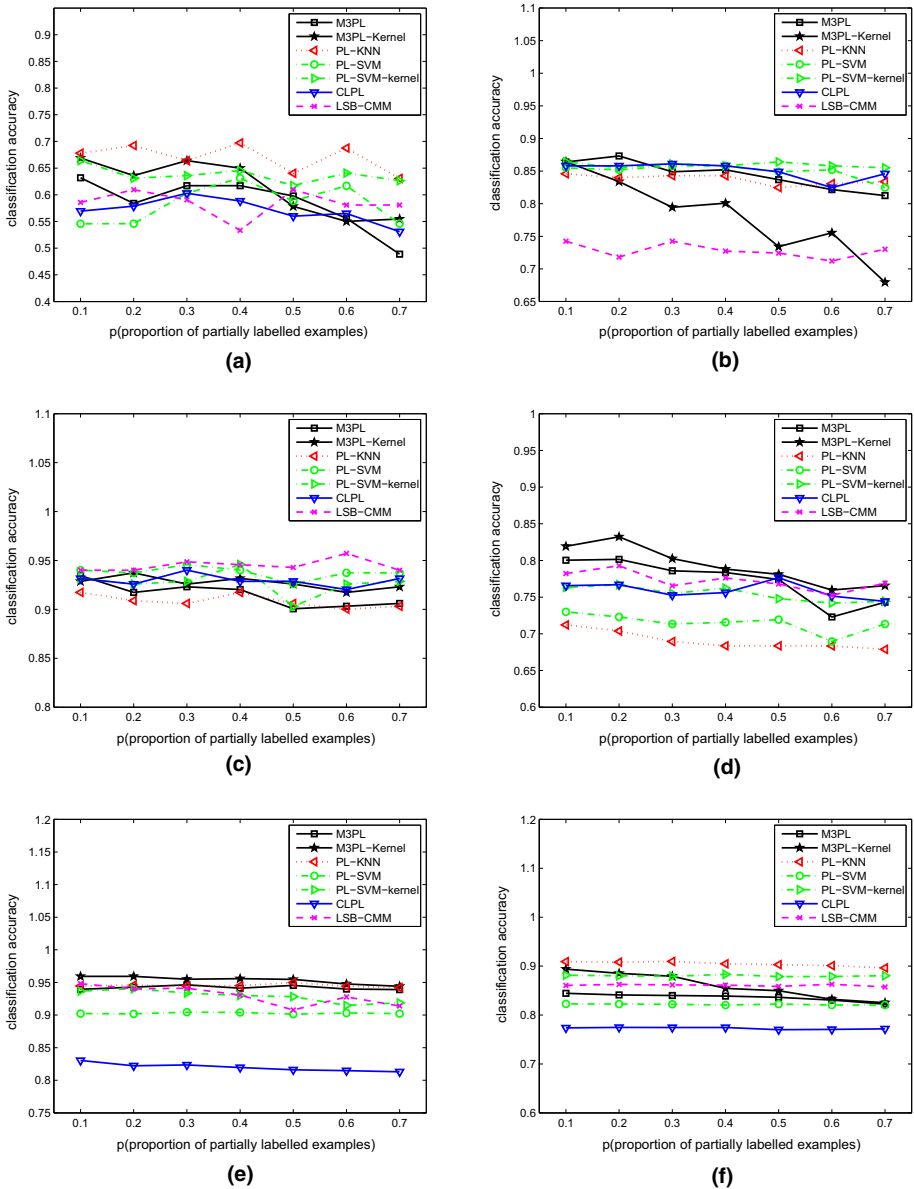 0.95
0.9
0.85
0.8
0.75
0.7
0.65
0.6
0.55
0.5
0.45
0.4
classification accuracy
M3PL
M3PL-Kernel
PL-KNN
PL-SVM
PL-SVM-kernel
CLPL
LSB-CMM
0.1 0.2 0.3 0.4 0.5 0.6 0.7
p(proportion of partially labelled examples)
(a)
1.1
1.05
1
0.95
0.9
0.85
0.8
0.75
0.7
0.65
classification accuracy
M3PL
M3PL-Kernel
PL-KNN
PL-SVM
PL-SVM-kernel
CLPL
LSB-CMM
0.1 0.2 0.3 0.4 0.5 0.6 0.7
p(proportion of partially labelled examples)
(b)
1.1
1.05
1
0.95
0.9
0.85
0.8
classification accuracy
M3PL
M3PL-Kernel
PL-KNN
PL-SVM
PL-SVM-kernel
CLPL
LSB-CMM
0.1 0.2 0.3 0.4 0.5 0.6 0.7
p(proportion of partially labelled examples)
(c)
1
0.95
0.9
0.85
0.8
0.75
0.7
0.65
0.6
classification accuracy
M3PL
M3PL-Kernel
PL-KNN
PL-SVM
PL-SVM-kernel
CLPL
LSB-CMM
0.1 0.2 0.3 0.4 0.5 0.6 0.7
p(proportion of partially labelled examples)
(d)
1.2
1.15
1.1
1.05
1
0.95
0.9
0.85
0.8
0.75
classification accuracy
M3PL
M3PL-Kernel
PL-KNN
PL-SVM
PL-SVM-kernel
CLPL
LSB-CMM
0.1 0.2 0.3 0.4 0.5 0.6 0.7
p(proportion of partially labelled examples)
(e)
1.2
1.1
1
0.9
0.8
0.7
0.6
classification accuracy
M3PL
M3PL-Kernel
PL-KNN
PL-SVM
PL-SVM-kernel
CLPL
LSB-CMM
0.1 0.2 0.3 0.4 0.5 0.6 0.7
p(proportion of partially labelled examples)
(f)